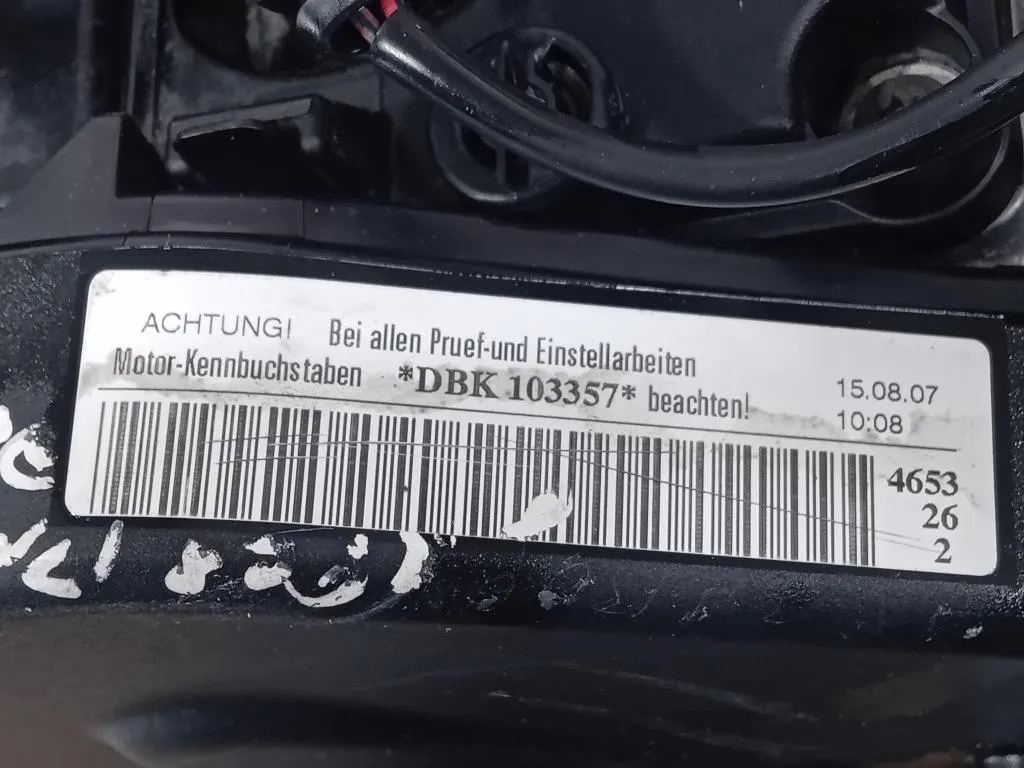 ACHTUNG! Bei allen Pruef-und Einstellarbeiten
Motor-Kennbuchstaben *DBK 103357* beachten!
15.08.07
10:08
4653
26
2